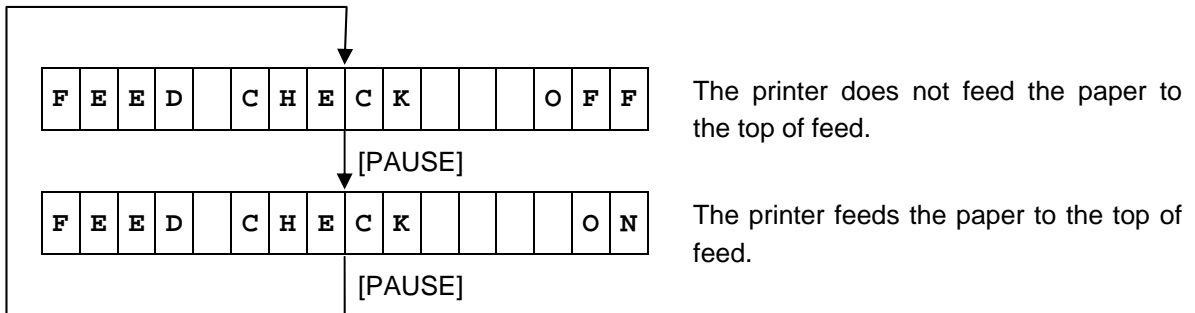 FEED CHECK OFF
The printer does not feed the paper to
the top of feed.
[PAUSE]
FEED CHECK ON
The printer feeds the paper to the top of
feed.
[PAUSE]